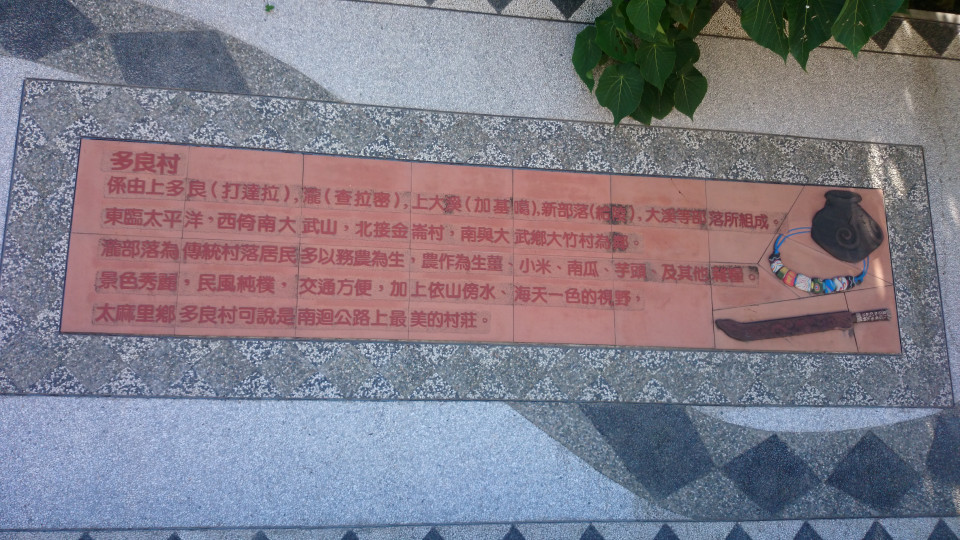 多良村
係由上多良(打達拉),瀧(查拉密),上大溪(加基 ),新部落( ),大溪等部落所組成。
東臨太平洋,西倚南大武山,北接金崙村,南與大武鄉大竹村為鄰。
瀧部落為傳統村落居民多以務農為生,農作為生薑、小米、南瓜、芋頭、及其他雜糧。
景色秀麗,民風純樸,交通方便,加上依山傍水、海天一色的視野,
太麻里鄉多良村可說是南迴公路上最美的村莊。